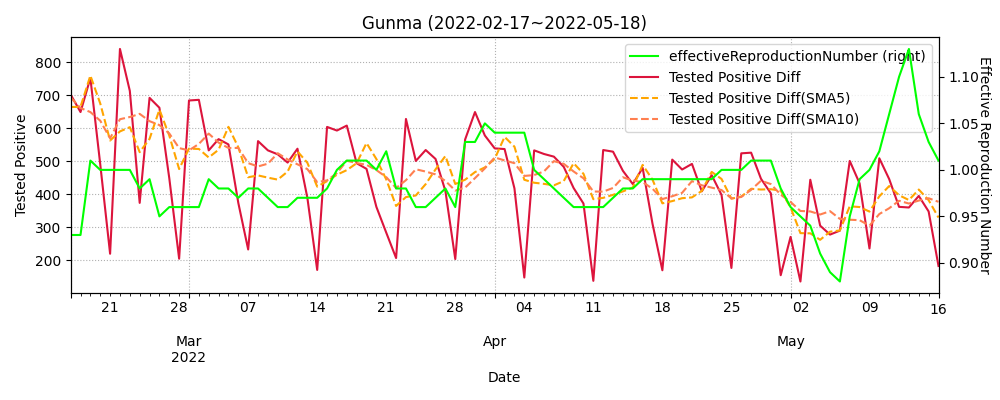 Gunma (2022-02-17~2022-05-18)
effectiveReproductionNumber (right)
Tested Positive Diff
Tested Positive Diff(SMA5)
Tested Positive Diff(SMA10)
Tested Positive
800
700
600
500
400
300
200
Effective Reproduction Number
1.10
1.05
1.00
0.95
0.90
21 28 07 14 21 28 04 11 18 25 02 09 16
Mar Apr May
2022
Date